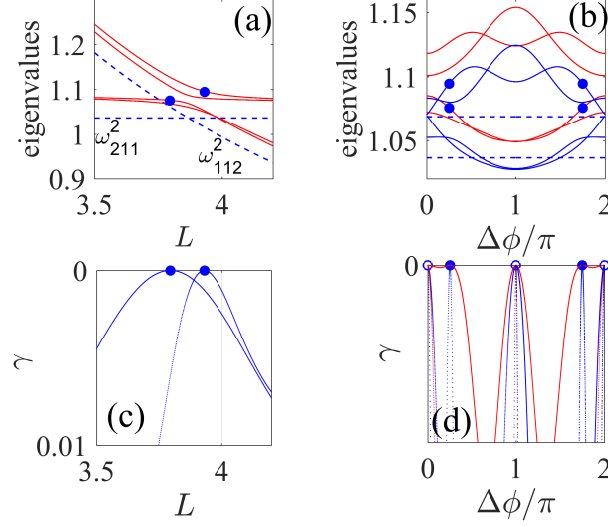 (a)
eigenvalues
1.2
1.1
1
0.9
ω²₂₁₁
ω²₁₁₂
3.5
4
L
(b)
eigenvalues
1.15
1.10
1.05
0
1
2
Δϕ/π
(c)
γ
0
0.01
3.5
4
L
(d)
γ
0
0
1
2
Δϕ/π